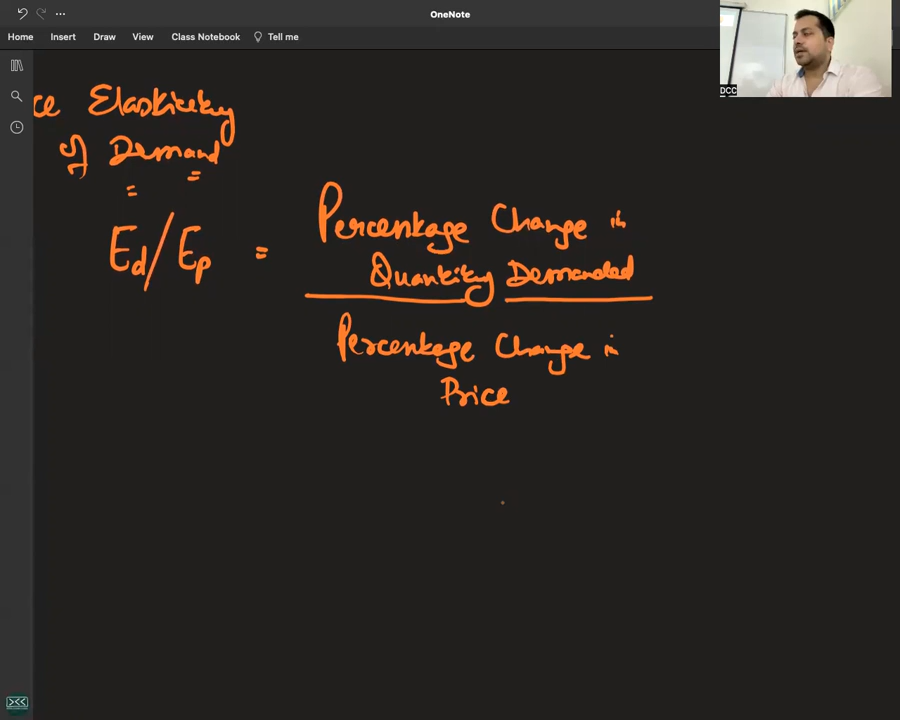 OneNote
Home Insert Draw View Class Notebook Tell me
DCC
ce Elasticity
of Demand
Ed/Ep = Percentage Change in
Quantity Demanded
Percentage Change in
Price